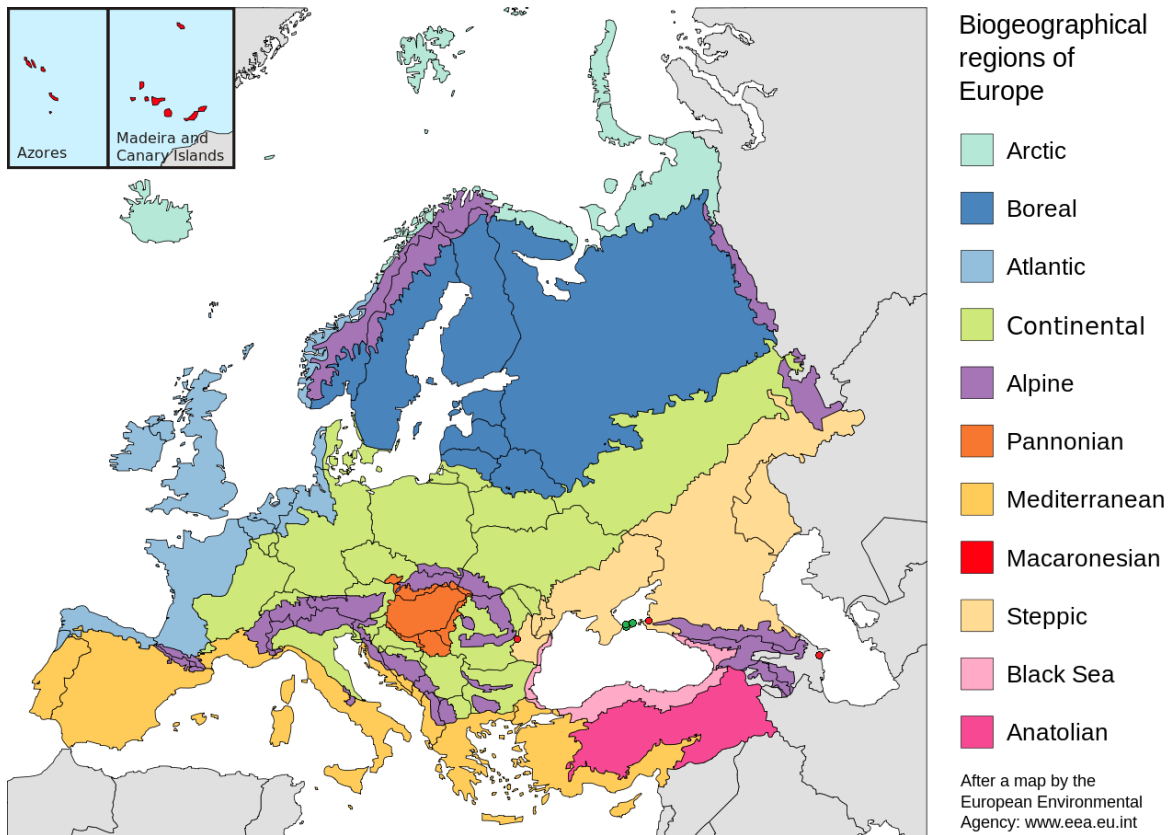 Azores
Madeira and
Canary Islands
Biogeographical
regions of
Europe
Arctic
Boreal
Atlantic
Continental
Alpine
Pannonian
Mediterranean
Macaronesian
Steppic
Black Sea
Anatolian
After a map by the
European Environmental
Agency: www.eea.eu.int